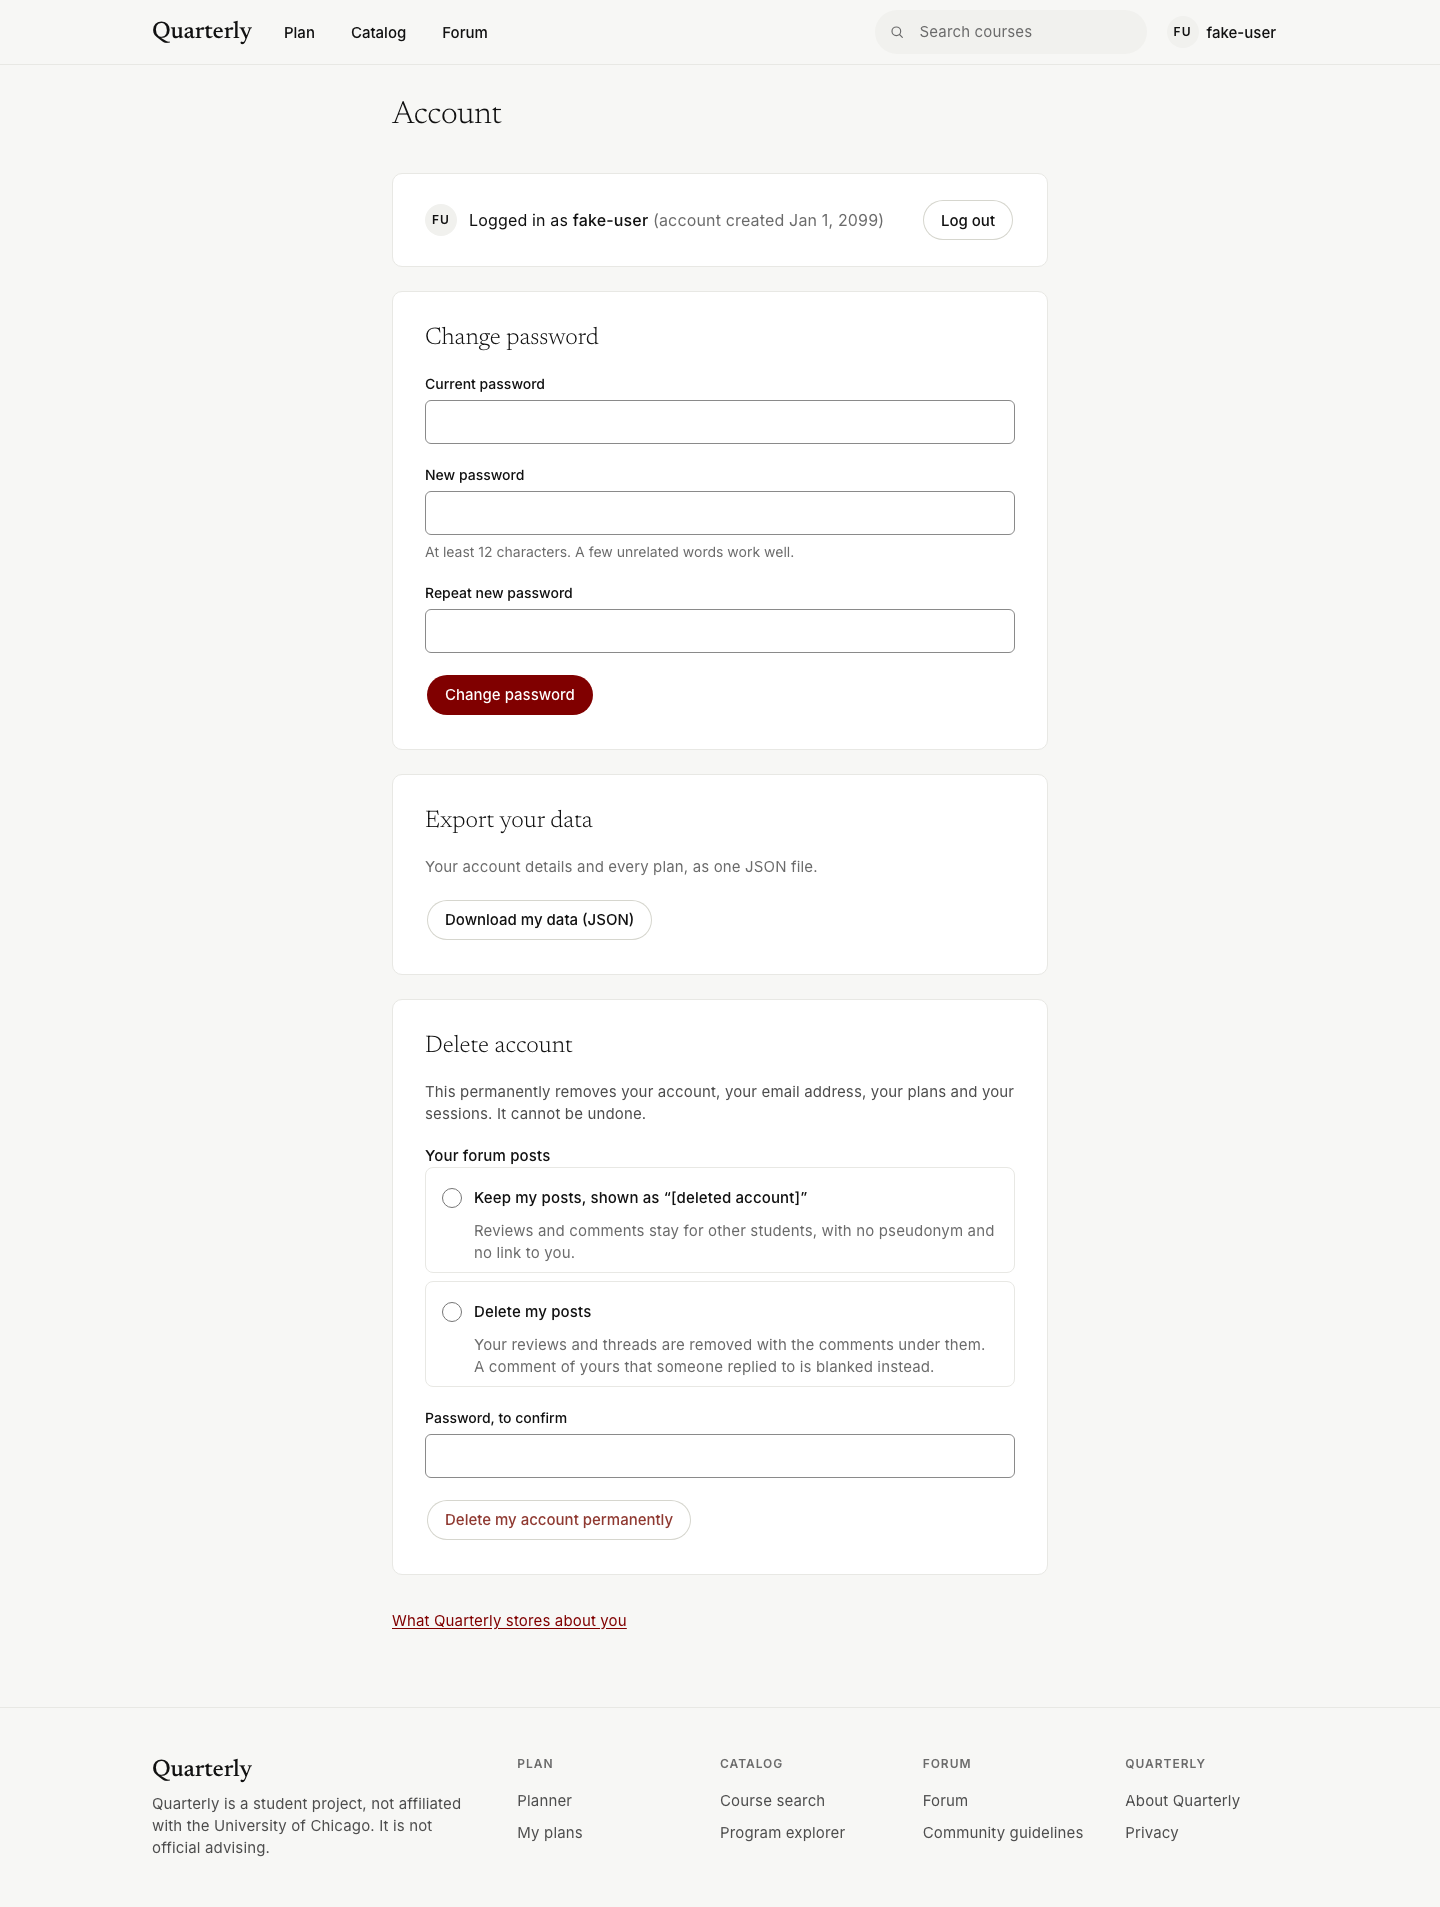 Quarterly
Plan
Catalog
Forum
Search courses
FU
fake-user
Account
FU
Logged in as fake-user (account created Jan 1, 2099)
Log out
Change password
Current password
New password
At least 12 characters. A few unrelated words work well.
Repeat new password
Change password
Export your data
Your account details and every plan, as one JSON file.
Download my data (JSON)
Delete account
This permanently removes your account, your email address, your plans and your
sessions. It cannot be undone.
Your forum posts
Keep my posts, shown as “[deleted account]”
Reviews and comments stay for other students, with no pseudonym and
no link to you.
Delete my posts
Your reviews and threads are removed with the comments under them.
A comment of yours that someone replied to is blanked instead.
Password, to confirm
Delete my account permanently
What Quarterly stores about you
Quarterly
Quarterly is a student project, not affiliated
with the University of Chicago. It is not
official advising.
PLAN
Planner
My plans
CATALOG
Course search
Program explorer
FORUM
Forum
Community guidelines
QUARTERLY
About Quarterly
Privacy